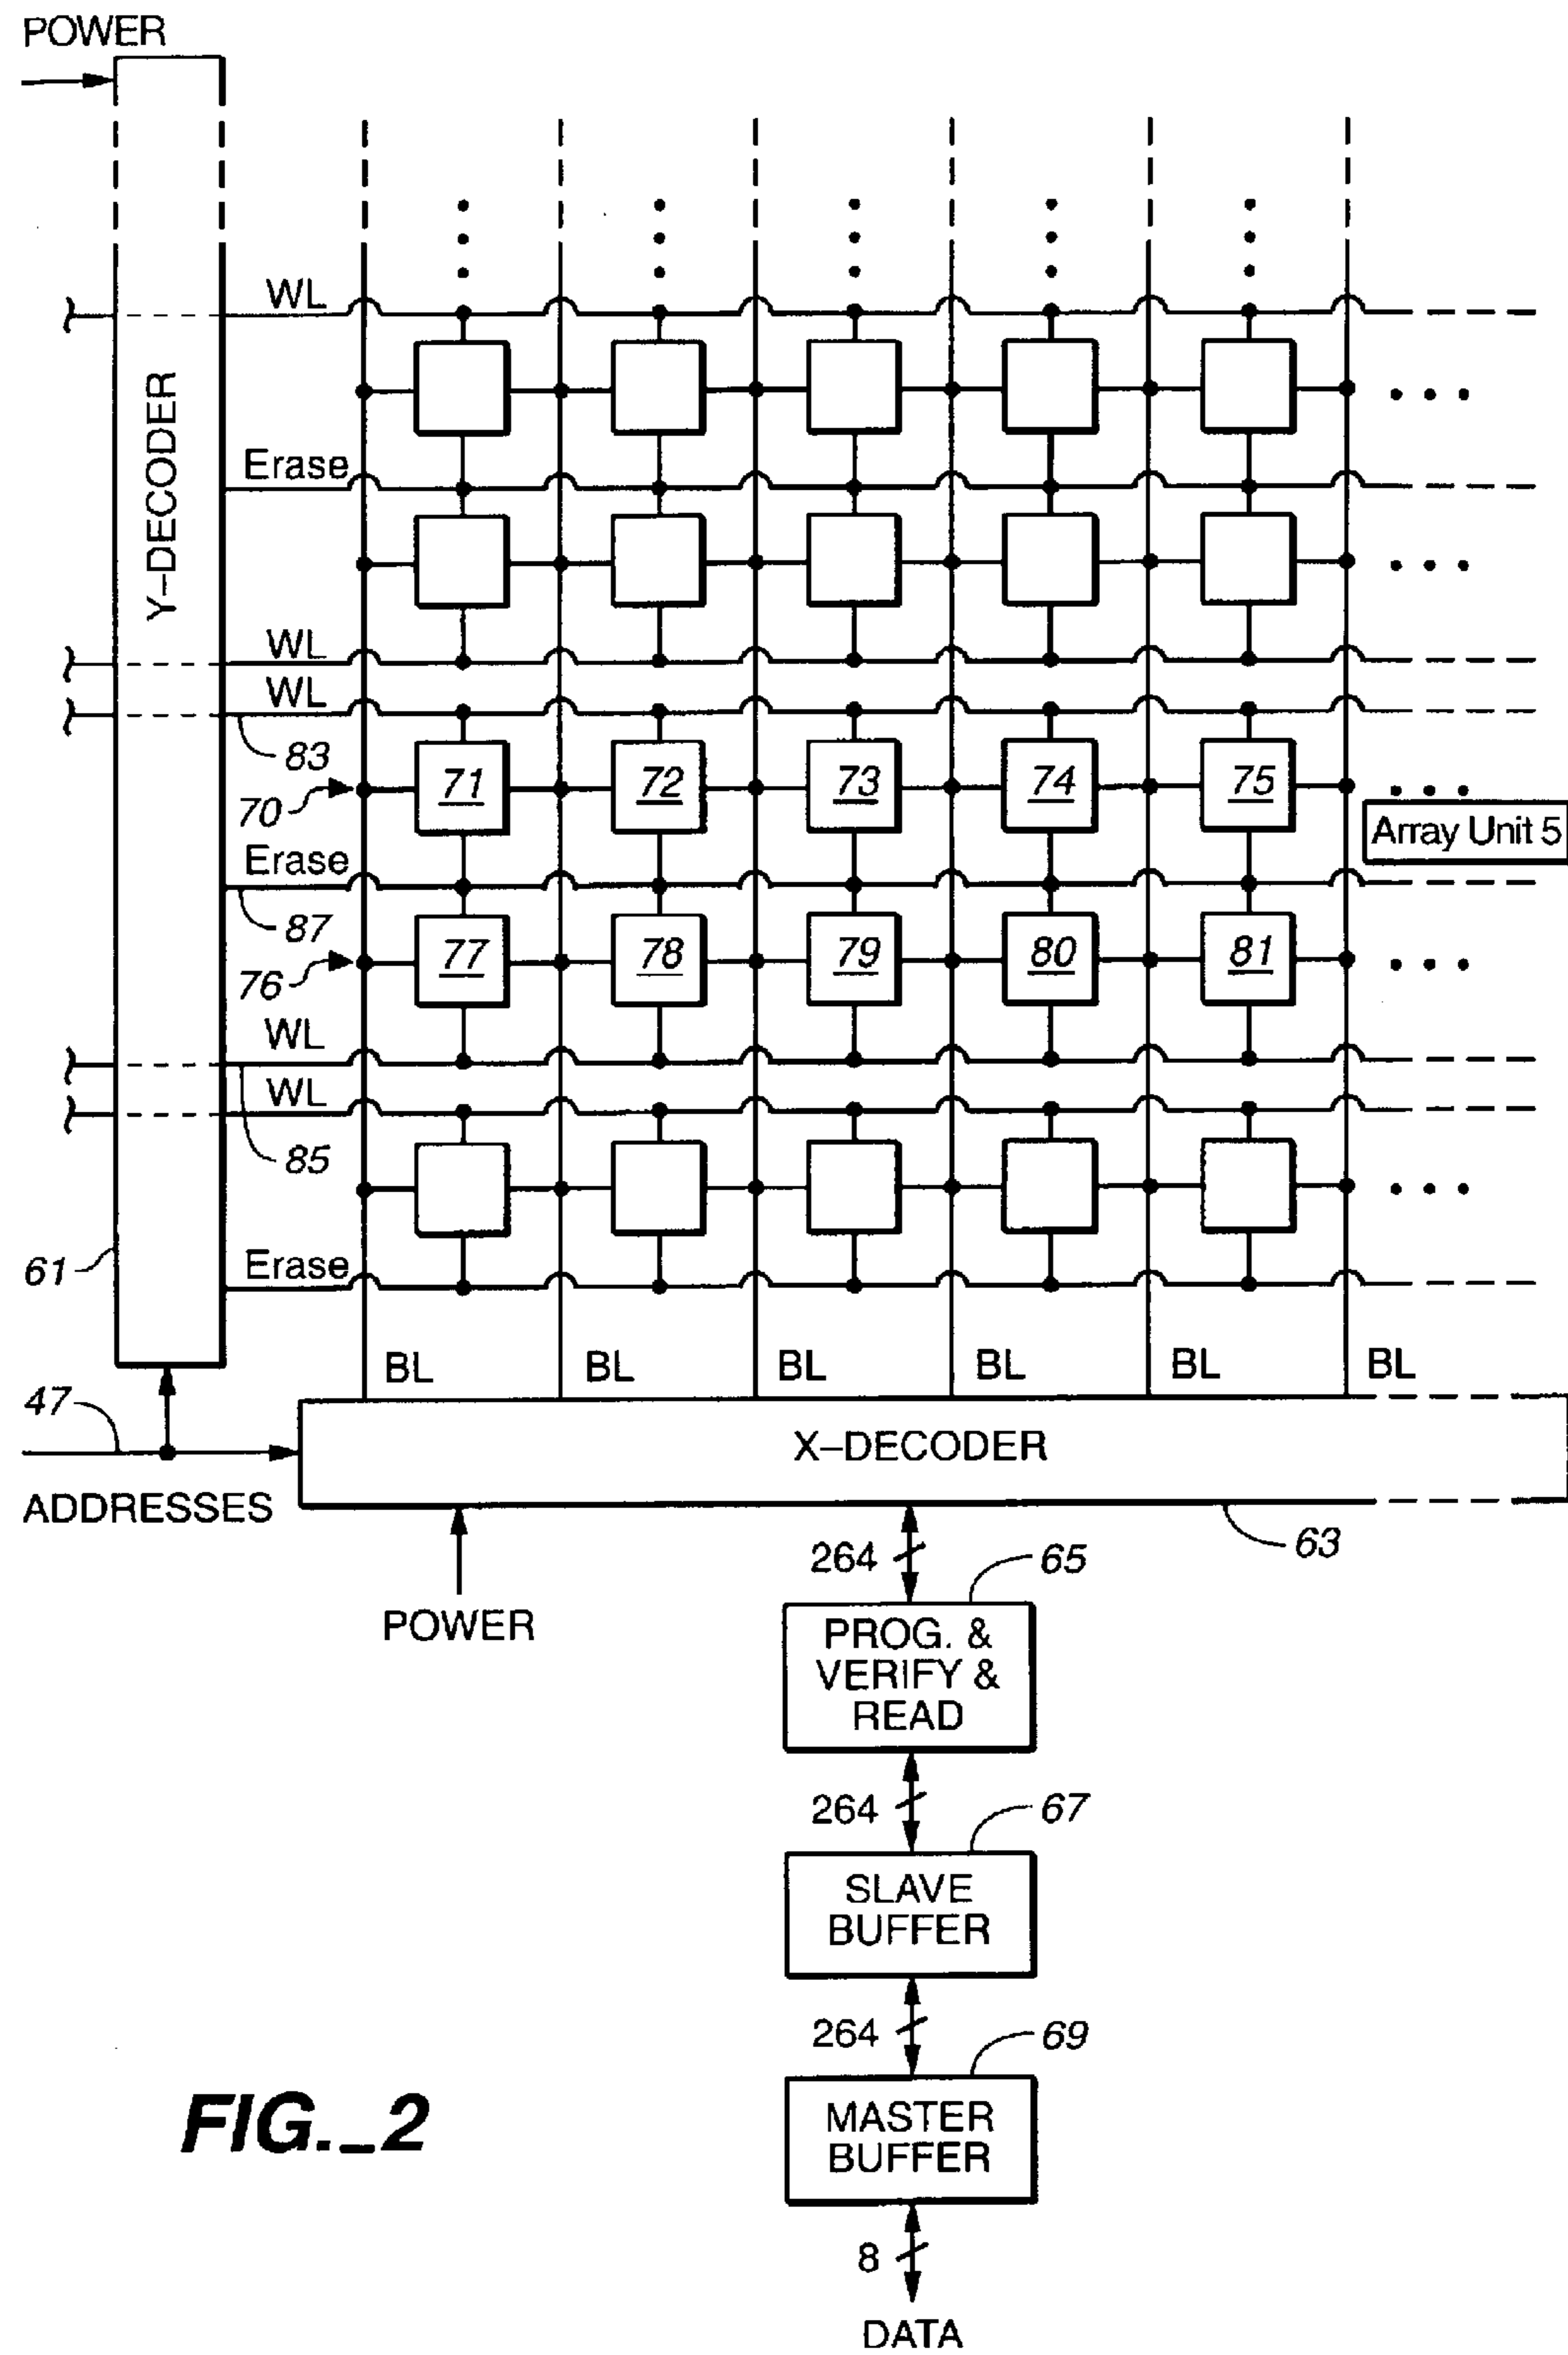 POWER
Y-DECODER
WL
Erase
WL
WL
83
70
71
72
73
74
75
Array Unit 5
Erase
87
76
77
78
79
80
81
WL
WL
85
61
Erase
BL BL BL BL BL BL
47
X-DECODER
ADDRESSES
63
POWER
264
65
PROG. &
VERIFY &
READ
264
67
SLAVE
BUFFER
264
69
MASTER
BUFFER
8
DATA
FIG._2